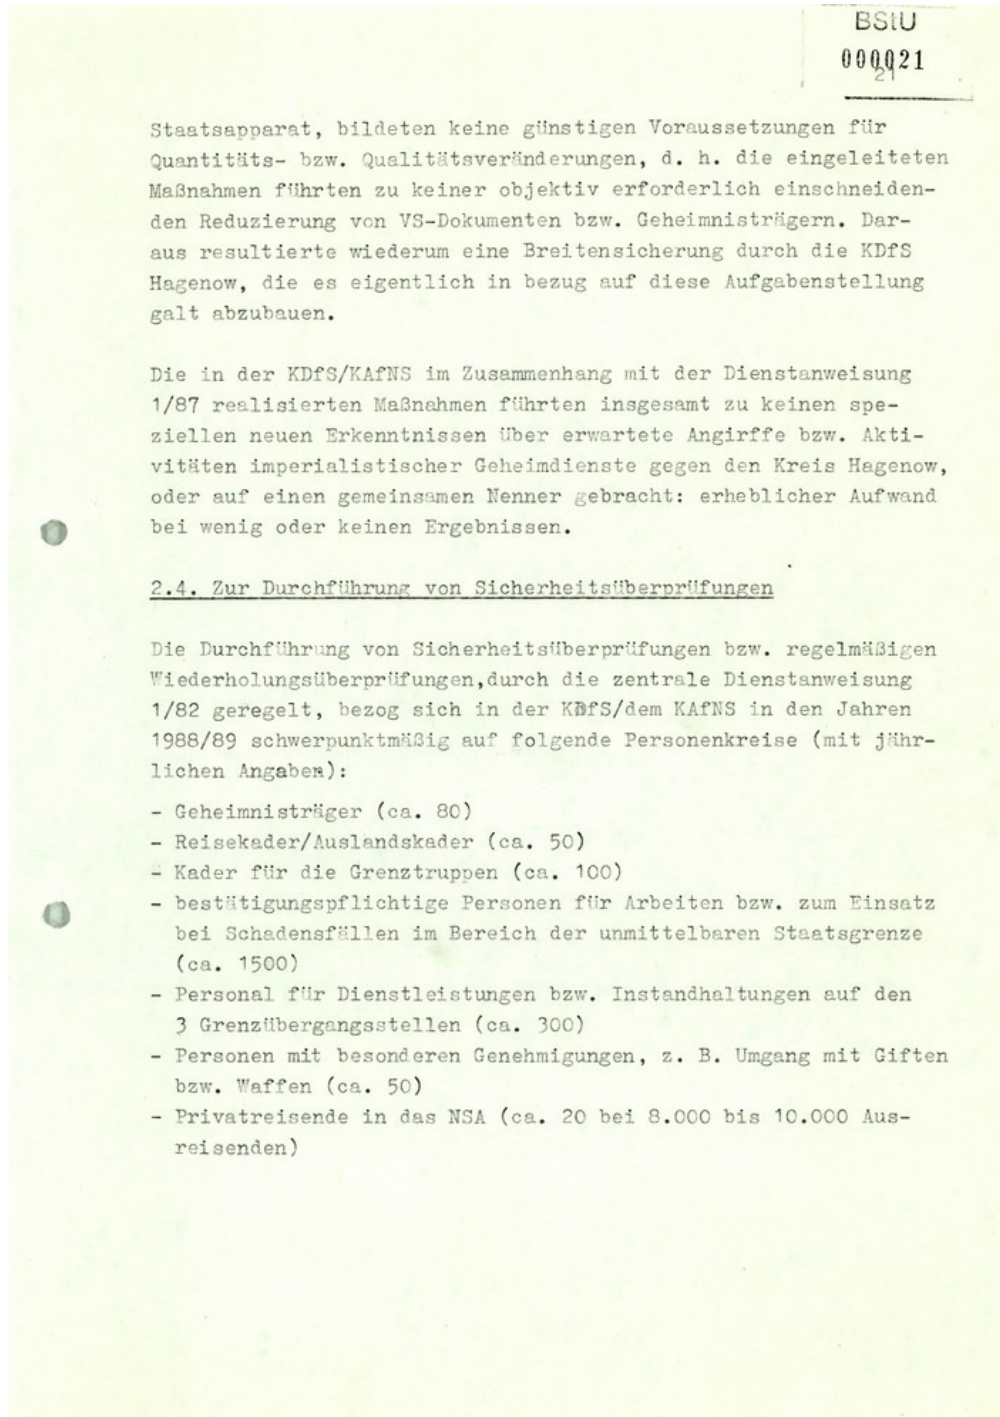 BStU
000021
21
Staatsapparat, bildeten keine günstigen Voraussetzungen für
Quantitäts- bzw. Qualitätsveränderungen, d. h. die eingeleiteten
Maßnahmen führten zu keiner objektiv erforderlich einschneiden-
den Reduzierung von VS-Dokumenten bzw. Geheimnisträgern. Dar-
aus resultierte wiederum eine Breitensicherung durch die KDfS
Hagenow, die es eigentlich in bezug auf diese Aufgabenstellung
galt abzubauen.
Die in der KDfS/KAfNS im Zusammenhang mit der Dienstanweisung
1/87 realisierten Maßnahmen führten insgesamt zu keinen spe-
ziellen neuen Erkenntnissen über erwartete Angirffe bzw. Akti-
vitäten imperialistischer Geheimdienste gegen den Kreis Hagenow,
oder auf einen gemeinsamen Nenner gebracht: erheblicher Aufwand
bei wenig oder keinen Ergebnissen.
2.4. Zur Durchführung von Sicherheitsüberprüfungen
Die Durchführung von Sicherheitsüberprüfungen bzw. regelmäßigen
Wiederholungsüberprüfungen,durch die zentrale Dienstanweisung
1/82 geregelt, bezog sich in der KDfS/dem KAfNS in den Jahren
1988/89 schwerpunktmäßig auf folgende Personenkreise (mit jähr-
lichen Angaben):
- Geheimnisträger (ca. 80)
- Reisekader/Auslandskader (ca. 50)
- Kader für die Grenztruppen (ca. 100)
- bestätigungspflichtige Personen für Arbeiten bzw. zum Einsatz
bei Schadensfällen im Bereich der unmittelbaren Staatsgrenze
(ca. 1500)
- Personal für Dienstleistungen bzw. Instandhaltungen auf den
3 Grenzübergangsstellen (ca. 300)
- Personen mit besonderen Genehmigungen, z. B. Umgang mit Giften
bzw. Waffen (ca. 50)
- Privatreisende in das NSA (ca. 20 bei 8.000 bis 10.000 Aus-
reisenden)